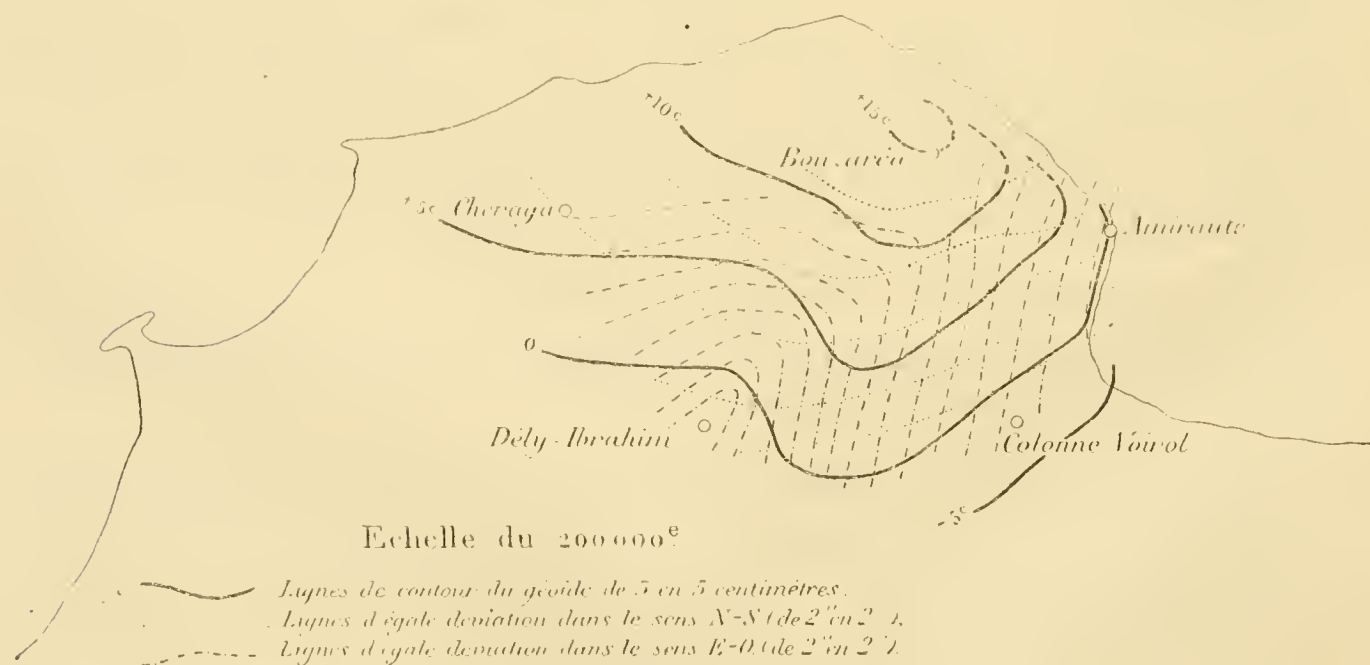 +10c
+15c
Bouzaréa
+5c Cheraga
Amirauté
0
Dély-Ibrahim
Colonne Voirol
-5c
Echelle du 200000e
Lignes de contour du géoïde de 5 en 5 centimètres.
Lignes d'égale déviation dans le sens N-S (de 2" en 2").
Lignes d'égale déviation dans le sens E-O. (de 2" en 2").